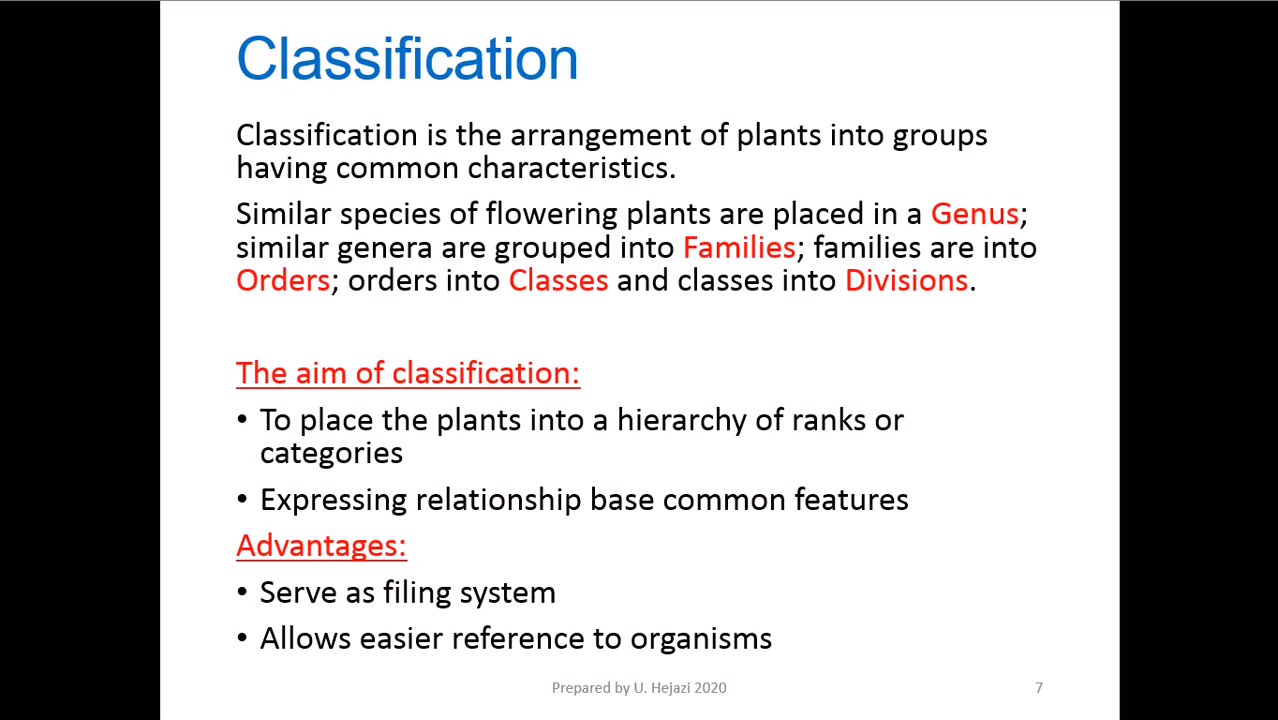 Classification
Classification is the arrangement of plants into groups
having common characteristics.
Similar species of flowering plants are placed in a Genus;
similar genera are grouped into Families; families are into
Orders; orders into Classes and classes into Divisions.
The aim of classification:
• To place the plants into a hierarchy of ranks or
categories
• Expressing relationship base common features
Advantages:
• Serve as filing system
• Allows easier reference to organisms
Prepared by U. Hejazi 2020
7